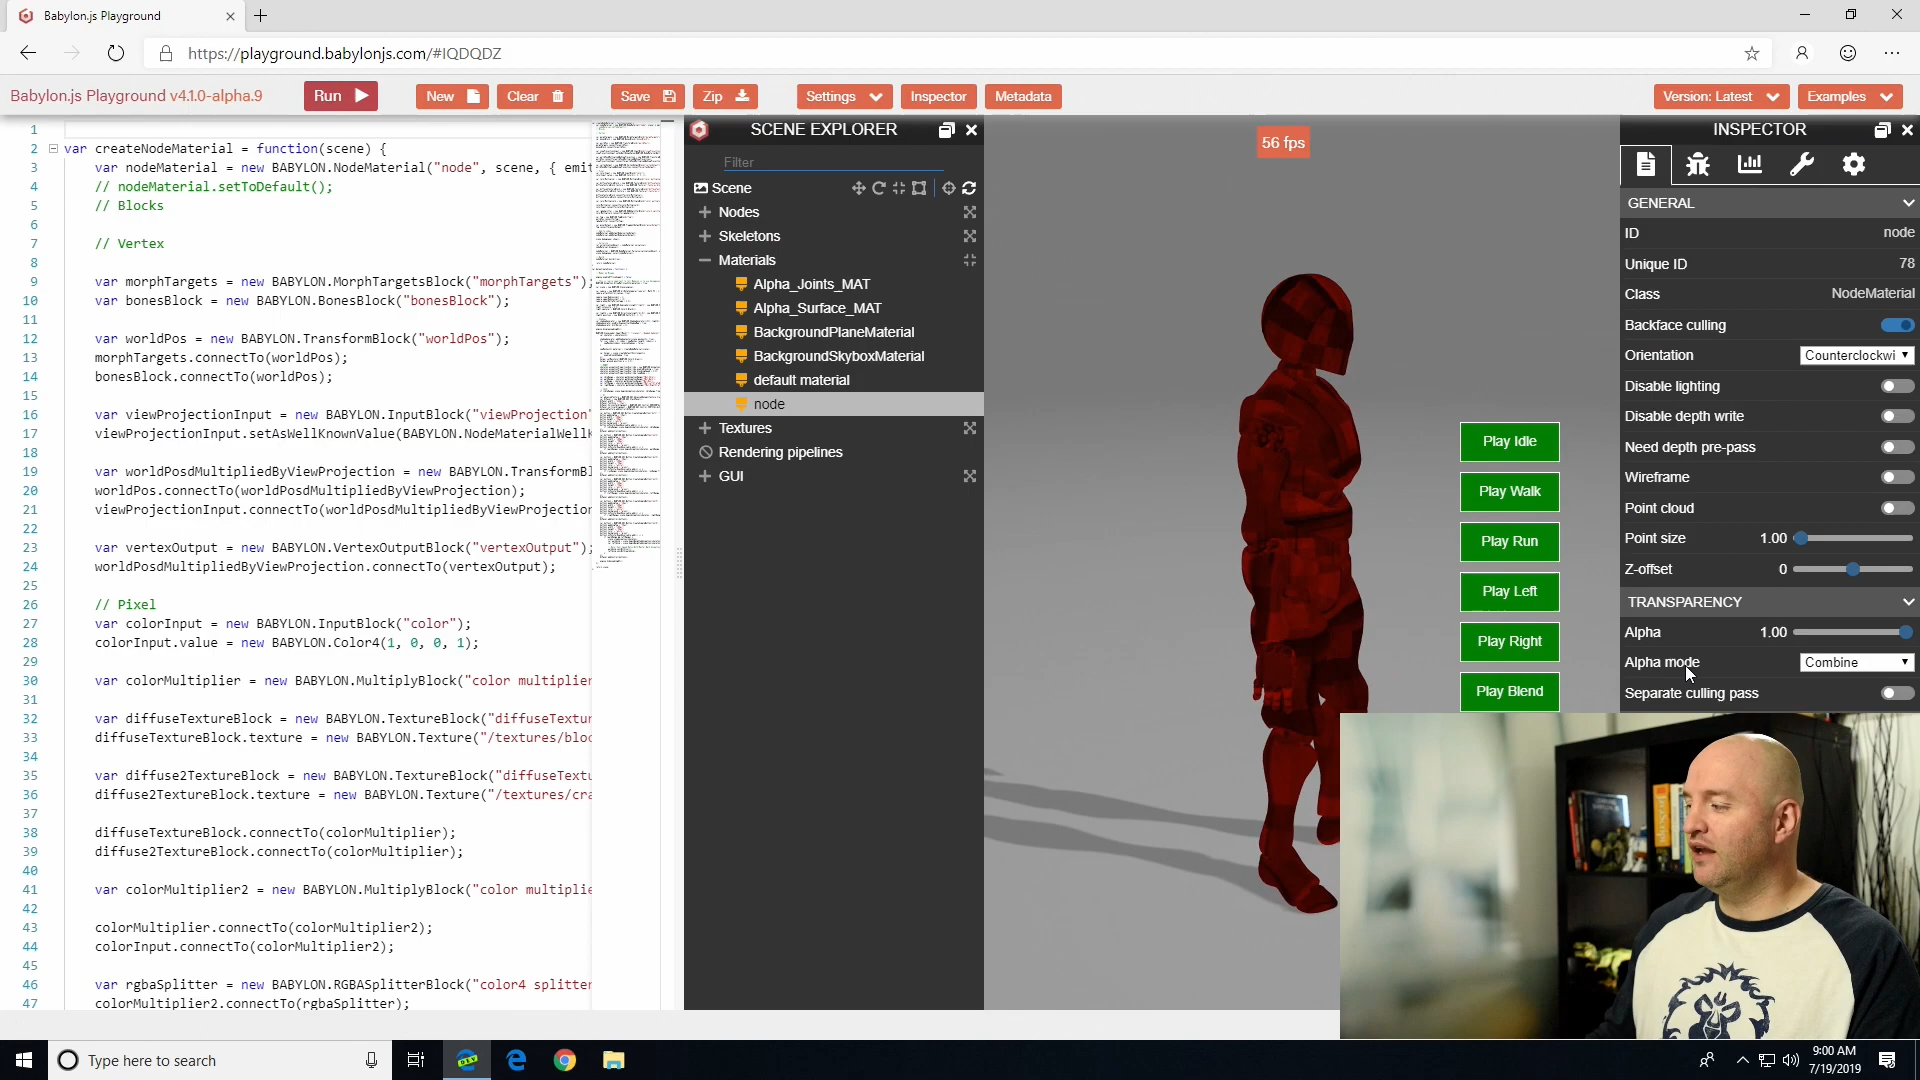 Babylon.js Playground
https://playground.babylonjs.com/#IQDQDZ
Babylon.js Playground v4.1.0-alpha.9
Run
New
Clear
Save
Zip
Settings
Inspector
Metadata
Version: Latest
Examples
1
2 var createNodeMaterial = function(scene) {
3 var nodeMaterial = new BABYLON.NodeMaterial("node", scene, { emit
4 // nodeMaterial.setToDefault();
5 // Blocks
6
7 // Vertex
8
9 var morphTargets = new BABYLON.MorphTargetsBlock("morphTargets");
10 var bonesBlock = new BABYLON.BonesBlock("bonesBlock");
11
12 var worldPos = new BABYLON.TransformBlock("worldPos");
13 morphTargets.connectTo(worldPos);
14 bonesBlock.connectTo(worldPos);
15
16 var viewProjectionInput = new BABYLON.InputBlock("viewProjection"
17 viewProjectionInput.setAsWellKnownValue(BABYLON.NodeMaterialWellK
18
19 var worldPosdMultipliedByViewProjection = new BABYLON.TransformBl
20 worldPos.connectTo(worldPosdMultipliedByViewProjection);
21 viewProjectionInput.connectTo(worldPosdMultipliedByViewProjection
22
23 var vertexOutput = new BABYLON.VertexOutputBlock("vertexOutput");
24 worldPosdMultipliedByViewProjection.connectTo(vertexOutput);
25
26 // Pixel
27 var colorInput = new BABYLON.InputBlock("color");
28 colorInput.value = new BABYLON.Color4(1, 0, 0, 1);
29
30 var colorMultiplier = new BABYLON.MultiplyBlock("color multiplier
31
32 var diffuseTextureBlock = new BABYLON.TextureBlock("diffuseTextur
33 diffuseTextureBlock.texture = new BABYLON.Texture("/textures/bloc
34
35 var diffuse2TextureBlock = new BABYLON.TextureBlock("diffuseTextu
36 diffuse2TextureBlock.texture = new BABYLON.Texture("/textures/cra
37
38 diffuseTextureBlock.connectTo(colorMultiplier);
39 diffuse2TextureBlock.connectTo(colorMultiplier);
40
41 var colorMultiplier2 = new BABYLON.MultiplyBlock("color multiplie
42
43 colorMultiplier.connectTo(colorMultiplier2);
44 colorInput.connectTo(colorMultiplier2);
45
46 var rgbaSplitter = new BABYLON.RGBASplitterBlock("color4 splitter
47 colorMultiplier2.connectTo(rgbaSplitter);
SCENE EXPLORER
Filter
Scene
Nodes
Skeletons
Materials
Alpha_Joints_MAT
Alpha_Surface_MAT
BackgroundPlaneMaterial
BackgroundSkyboxMaterial
default material
node
Textures
Rendering pipelines
GUI
56 fps
Play Idle
Play Walk
Play Run
Play Left
Play Right
Play Blend
INSPECTOR
GENERAL
ID node
Unique ID 78
Class NodeMaterial
Backface culling
Orientation Counterclockwi
Disable lighting
Disable depth write
Need depth pre-pass
Wireframe
Point cloud
Point size 1.00
Z-offset 0
TRANSPARENCY
Alpha 1.00
Alpha mode Combine
Separate culling pass
Type here to search
DEV
9:00 AM
7/19/2019